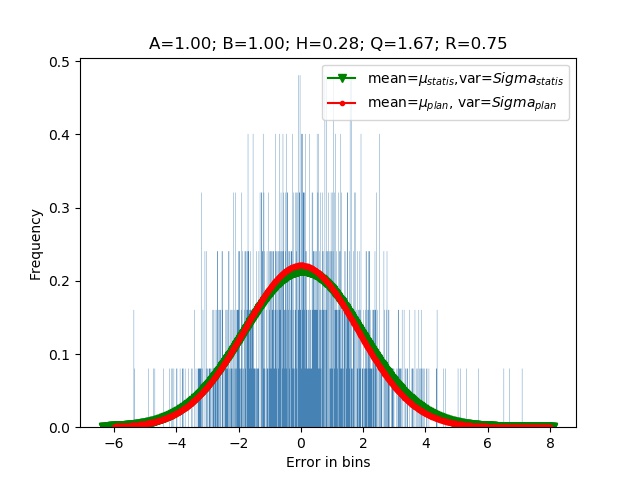 A=1.00; B=1.00; H=0.28; Q=1.67; R=0.75
0.5
0.4
0.3
0.2
0.1
0.0
Frequency
mean=μstatis,var=Sigmastatis
mean=μplan, var=Sigmaplan
−6 −4 −2 0 2 4 6 8
Error in bins